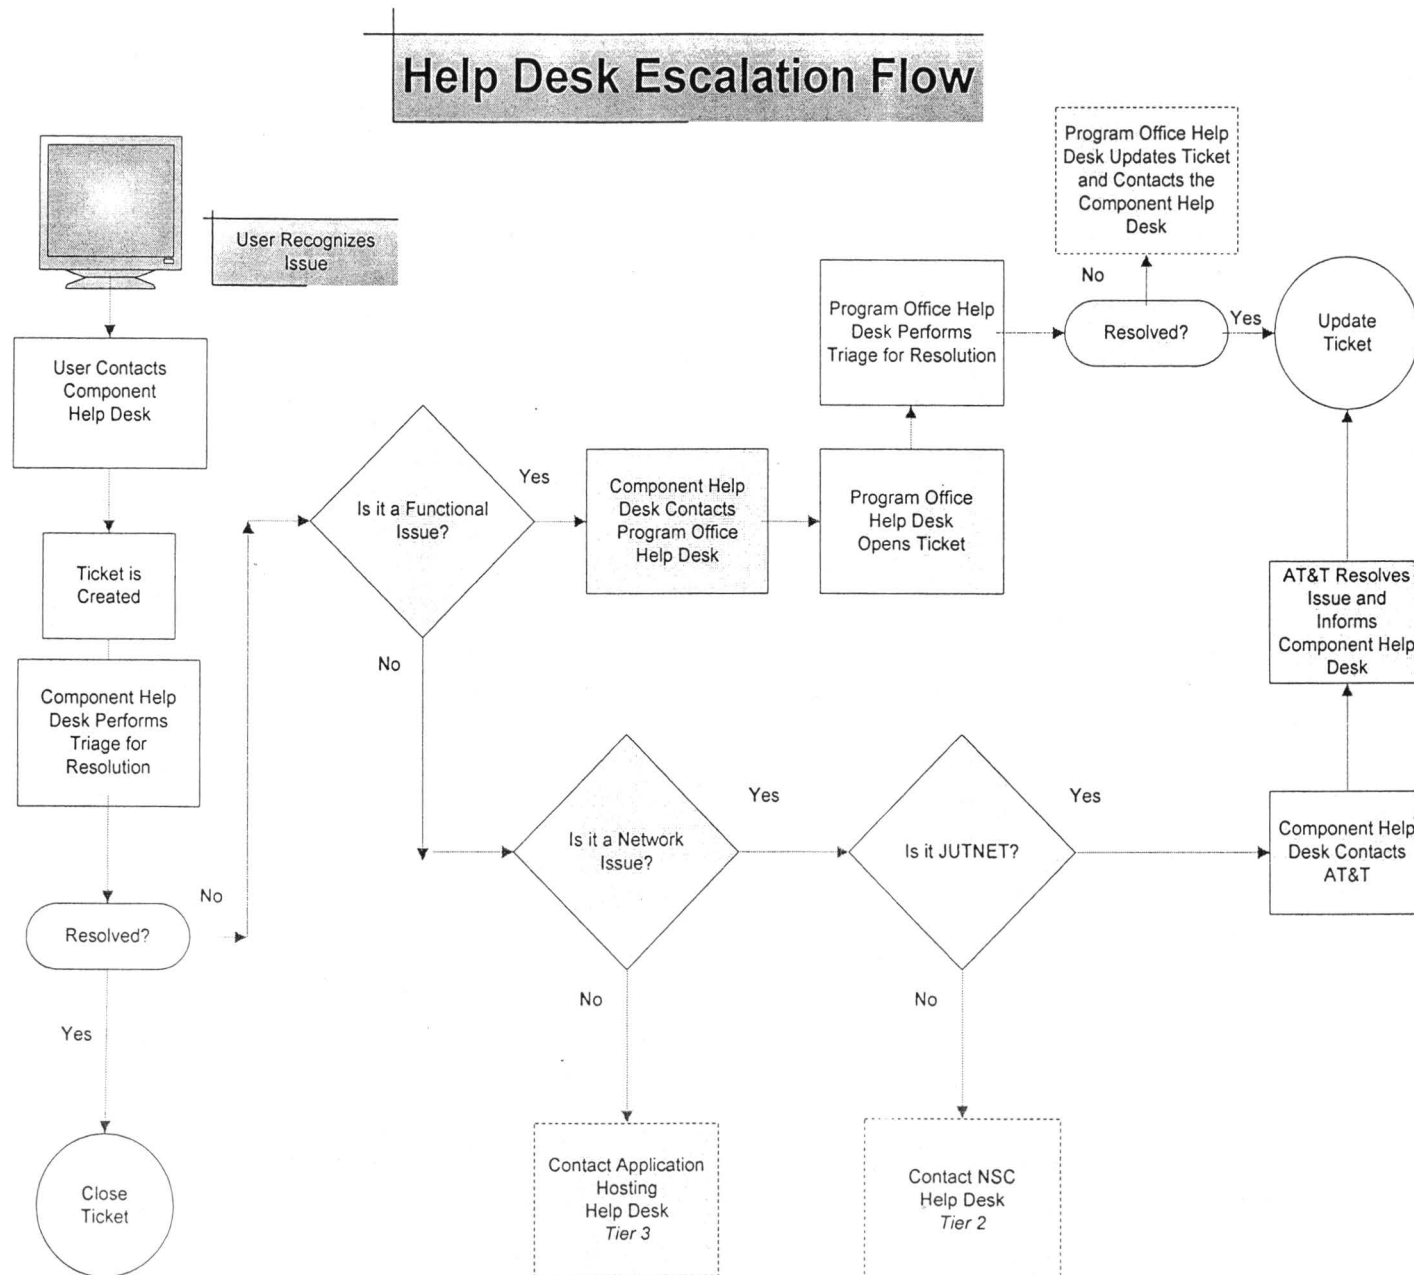 Help Desk Escalation Flow
User Recognizes
Issue
User Contacts
Component
Help Desk
Ticket is
Created
Component Help
Desk Performs
Triage for
Resolution
Resolved?
No
Yes
Close
Ticket
Is it a Functional
Issue?
Yes
No
Component Help
Desk Contacts
Program Office
Help Desk
Program Office
Help Desk
Opens Ticket
Program Office Help
Desk Performs
Triage for Resolution
Resolved?
No
Yes
Program Office Help
Desk Updates Ticket
and Contacts the
Component Help
Desk
Update
Ticket
Is it a Network
Issue?
Yes
No
Contact Application
Hosting
Help Desk
Tier 3
Is it JUTNET?
Yes
No
Contact NSC
Help Desk
Tier 2
Component Help
Desk Contacts
AT&T
AT&T Resolves
Issue and
Informs
Component Help
Desk